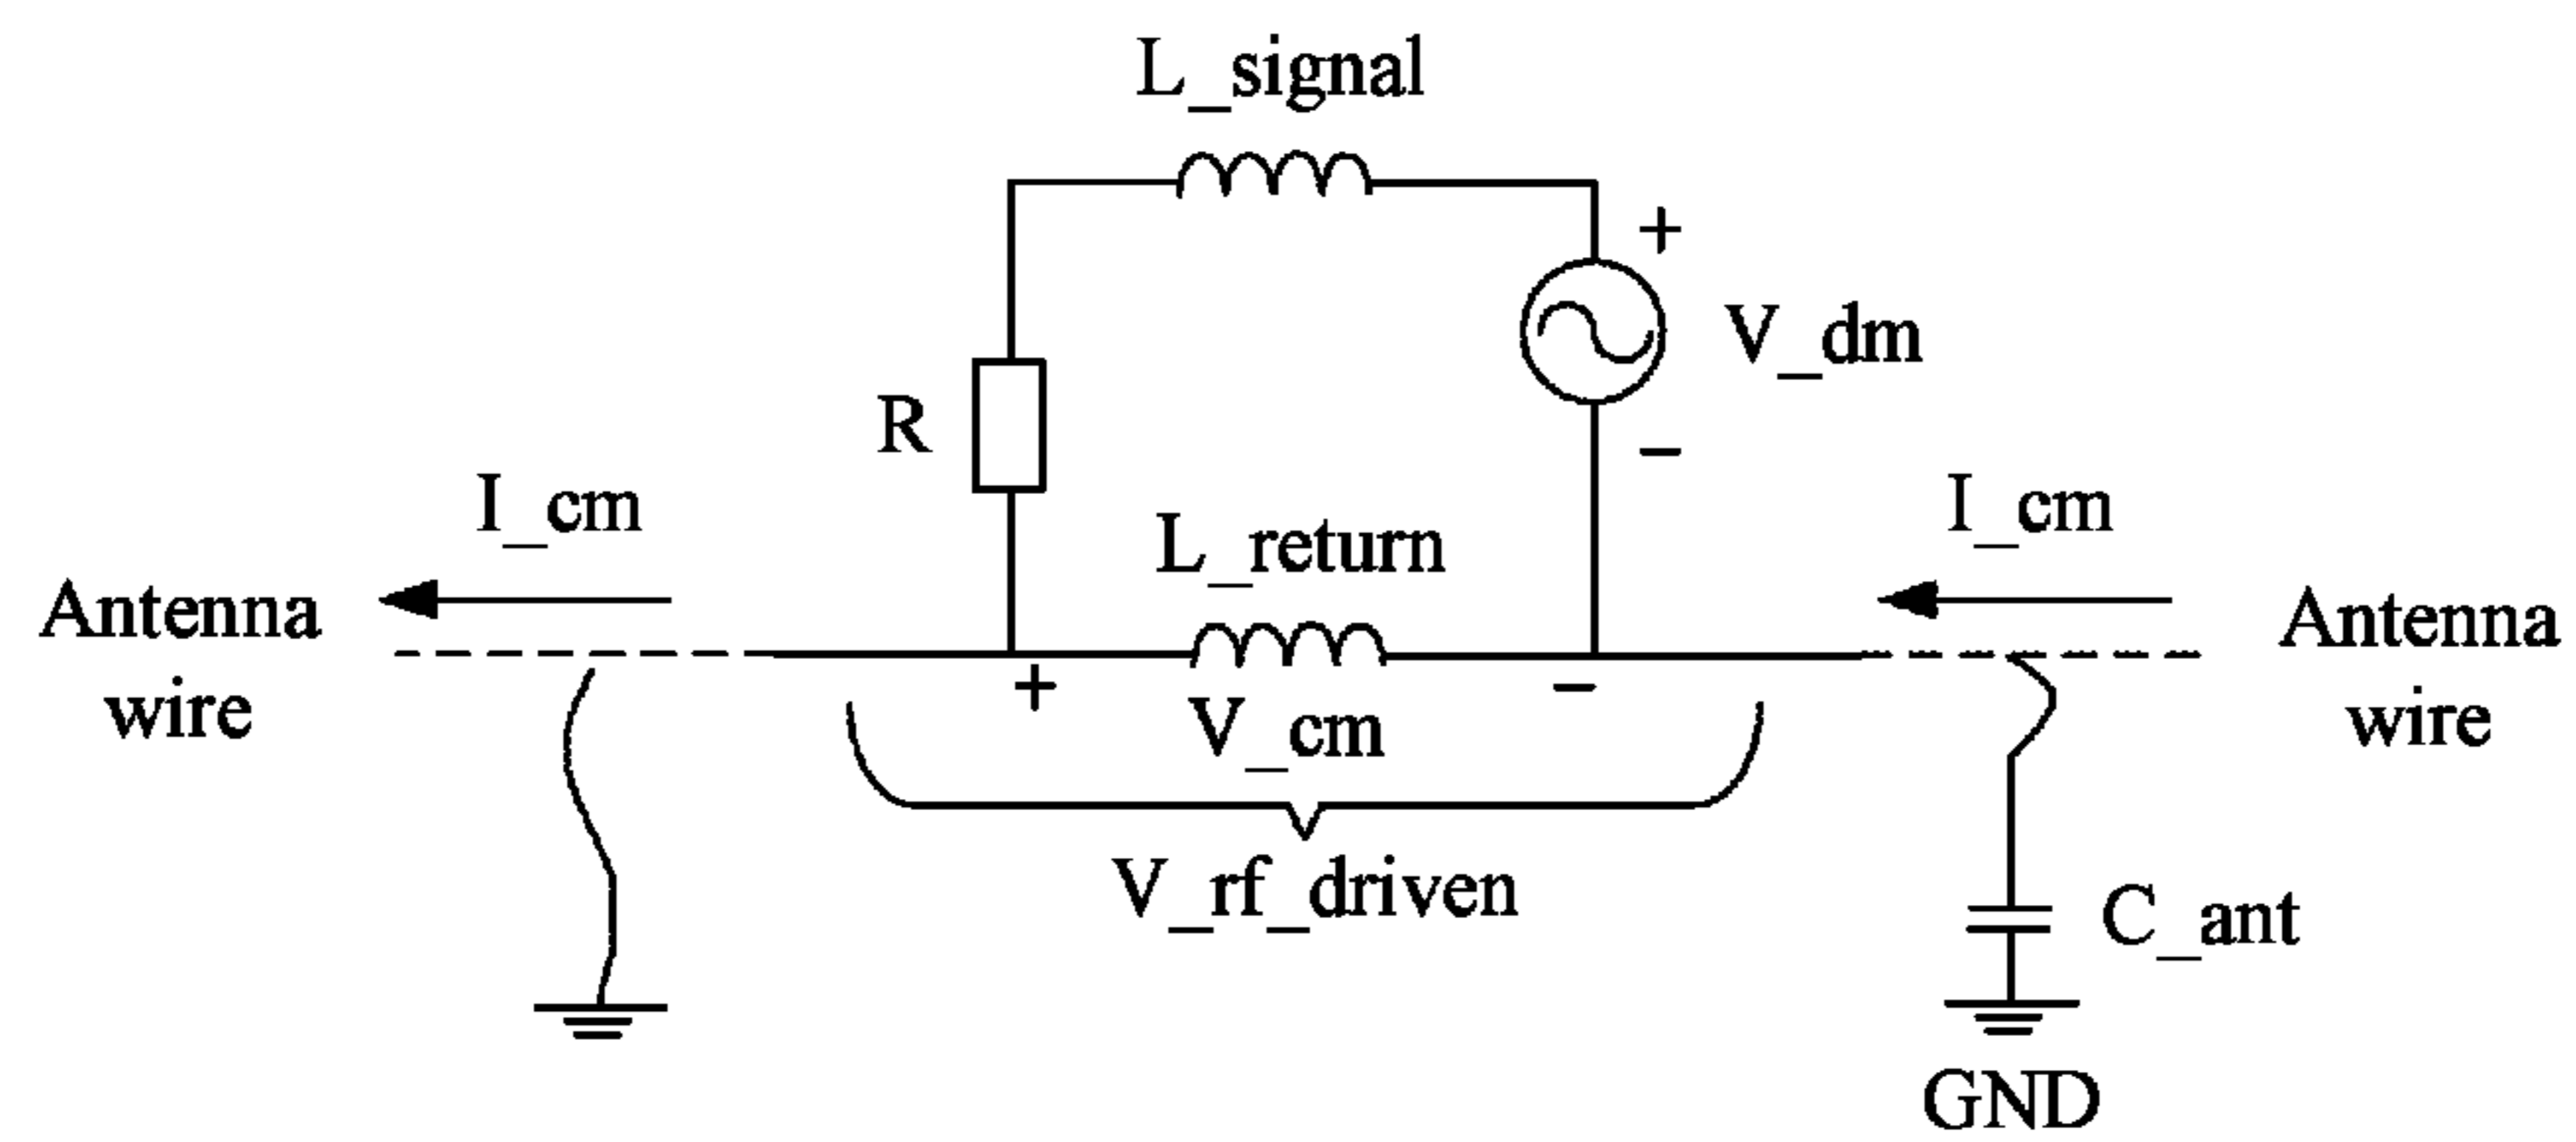 L_signal
+
V_dm
R
−
I_cm
I_cm
L_return
Antenna
wire
Antenna
wire
+
−
V_cm
V_rf_driven
C_ant
GND